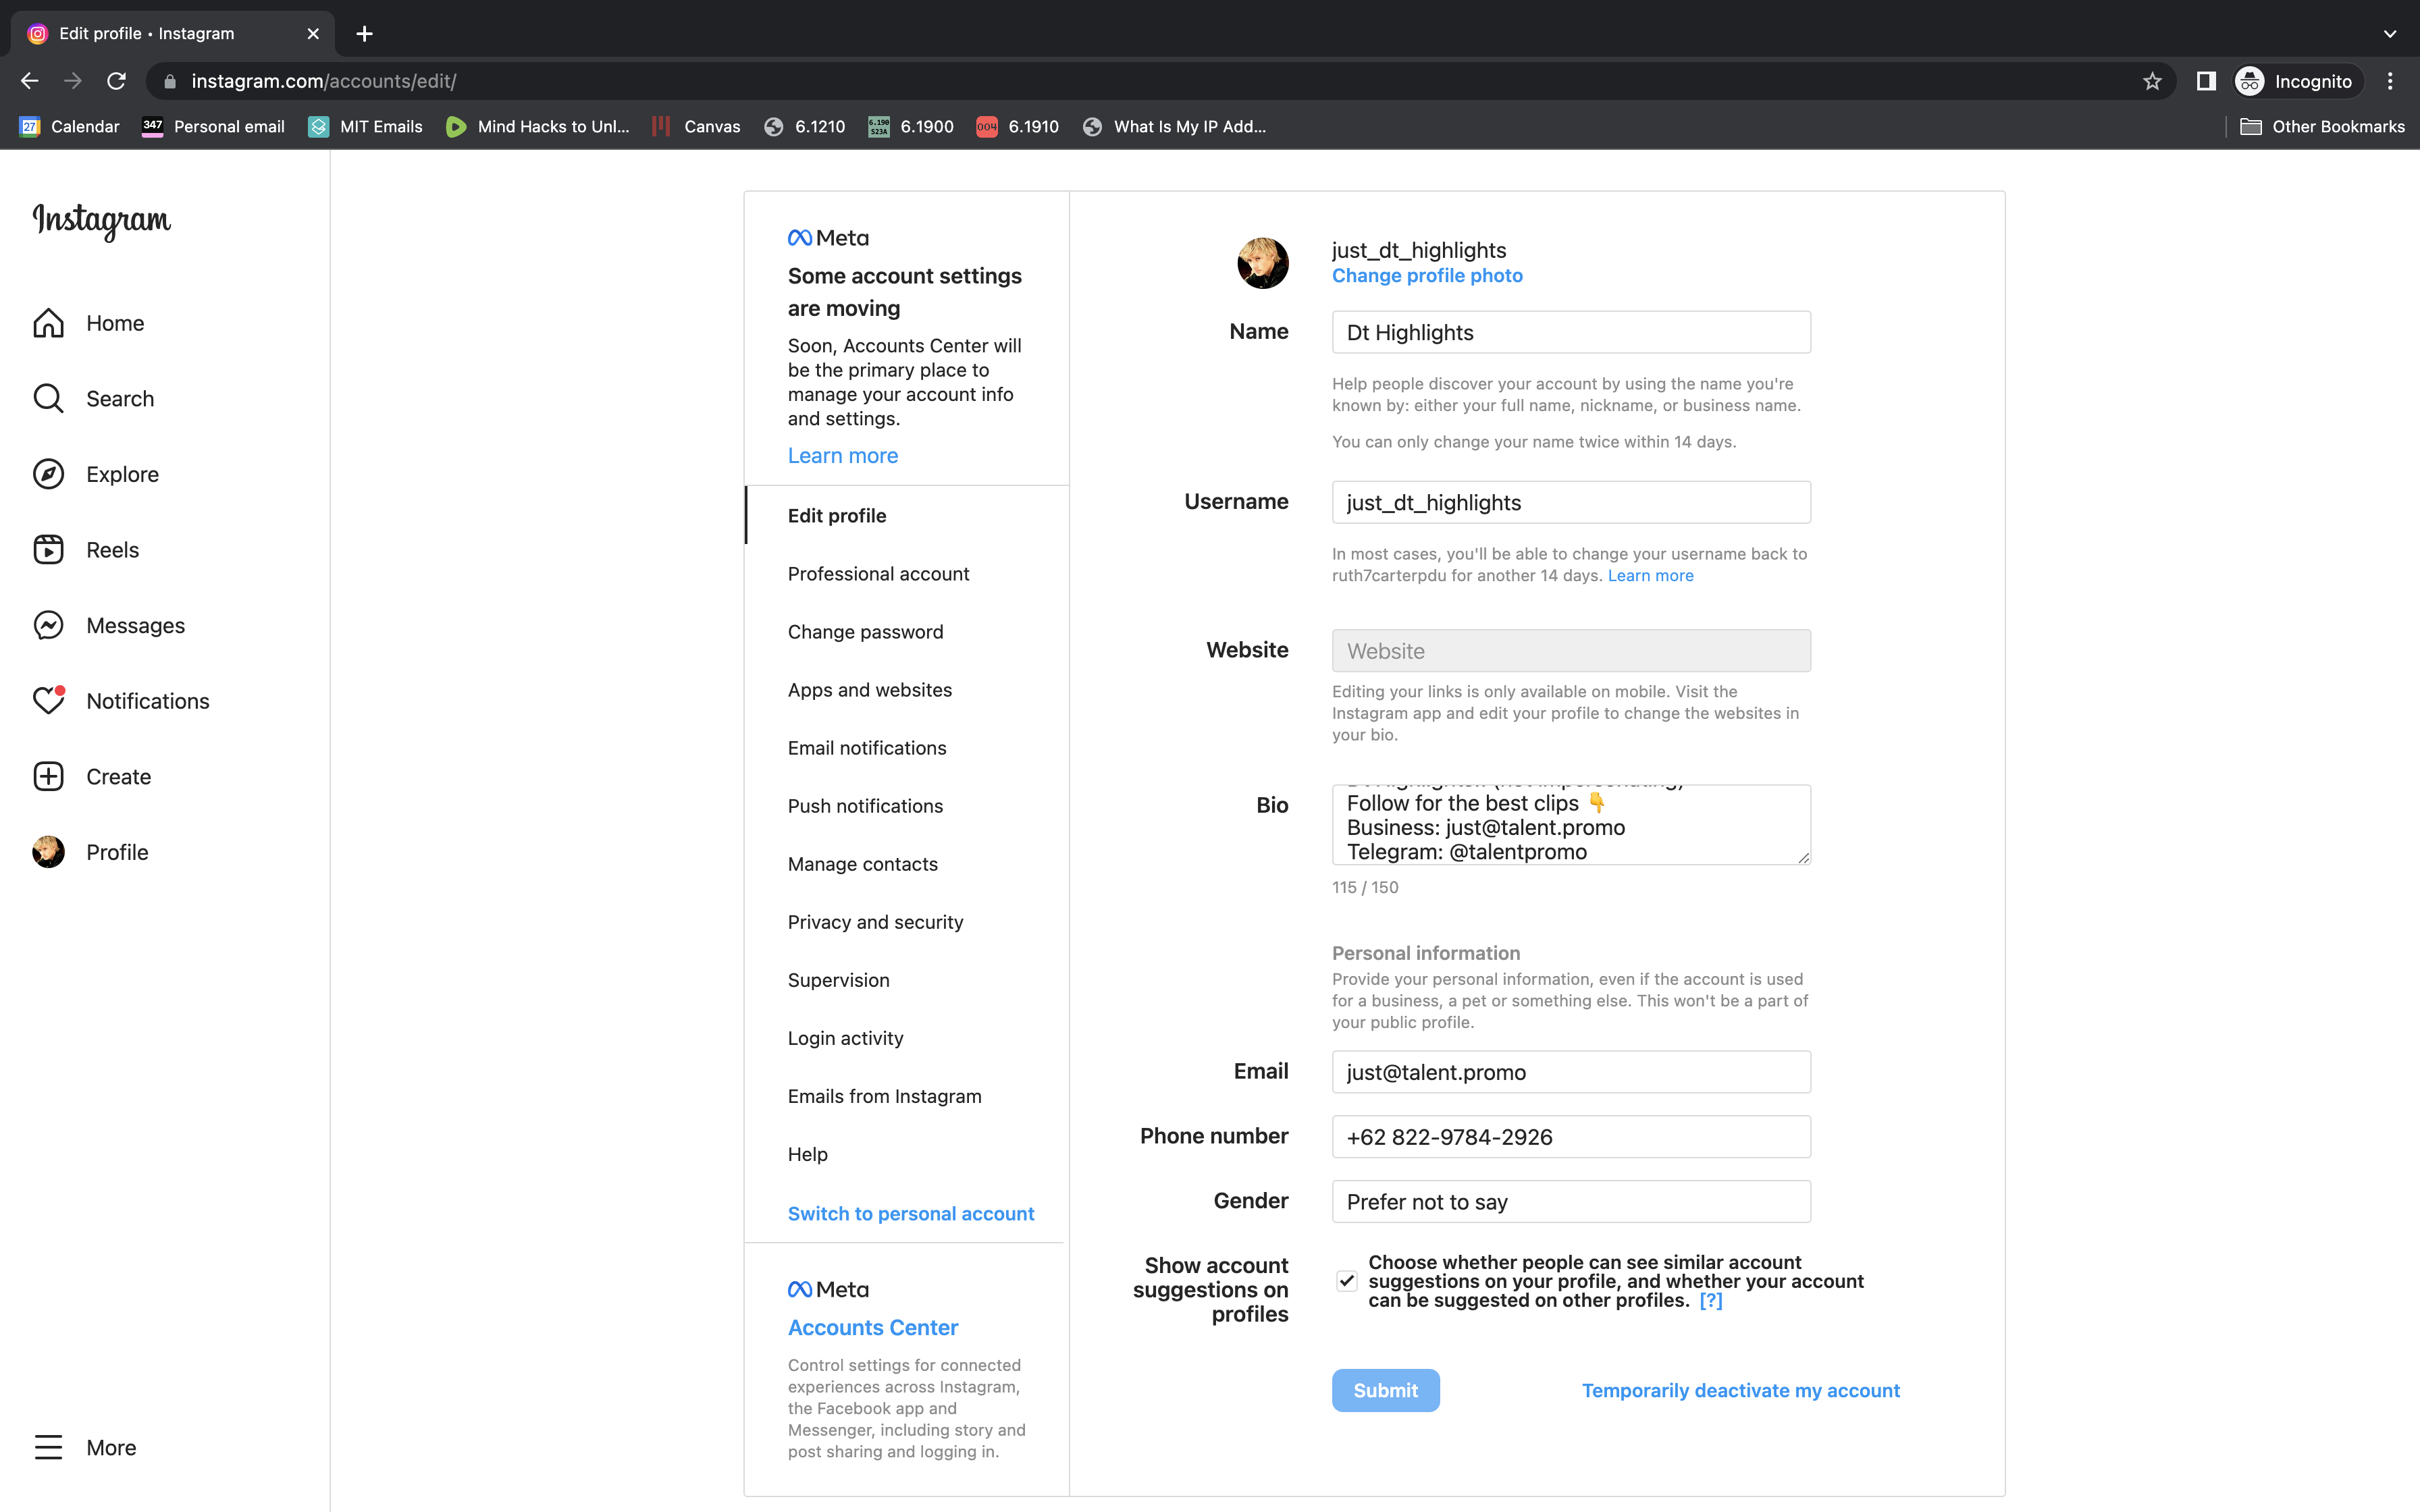 Edit profile • Instagram
instagram.com/accounts/edit/
Incognito
27 Calendar
347 Personal email
MIT Emails
Mind Hacks to Unl...
Canvas
6.1210
6.190 S23A 6.1900
004 6.1910
What Is My IP Add...
Other Bookmarks
Instagram
Home
Search
Explore
Reels
Messages
Notifications
Create
Profile
More
Meta
Some account settings
are moving
Soon, Accounts Center will
be the primary place to
manage your account info
and settings.
Learn more
Edit profile
Professional account
Change password
Apps and websites
Email notifications
Push notifications
Manage contacts
Privacy and security
Supervision
Login activity
Emails from Instagram
Help
Switch to personal account
Meta
Accounts Center
Control settings for connected
experiences across Instagram,
the Facebook app and
Messenger, including story and
post sharing and logging in.
just_dt_highlights
Change profile photo
Name
Dt Highlights
Help people discover your account by using the name you're
known by: either your full name, nickname, or business name.
You can only change your name twice within 14 days.
Username
just_dt_highlights
In most cases, you'll be able to change your username back to
ruth7carterpdu for another 14 days. Learn more
Website
Website
Editing your links is only available on mobile. Visit the
Instagram app and edit your profile to change the websites in
your bio.
Bio
Follow for the best clips 👇
Business: just@talent.promo
Telegram: @talentpromo
115 / 150
Personal information
Provide your personal information, even if the account is used
for a business, a pet or something else. This won't be a part of
your public profile.
Email
just@talent.promo
Phone number
+62 822-9784-2926
Gender
Prefer not to say
Show account
suggestions on
profiles
Choose whether people can see similar account
suggestions on your profile, and whether your account
can be suggested on other profiles. [?]
Submit
Temporarily deactivate my account